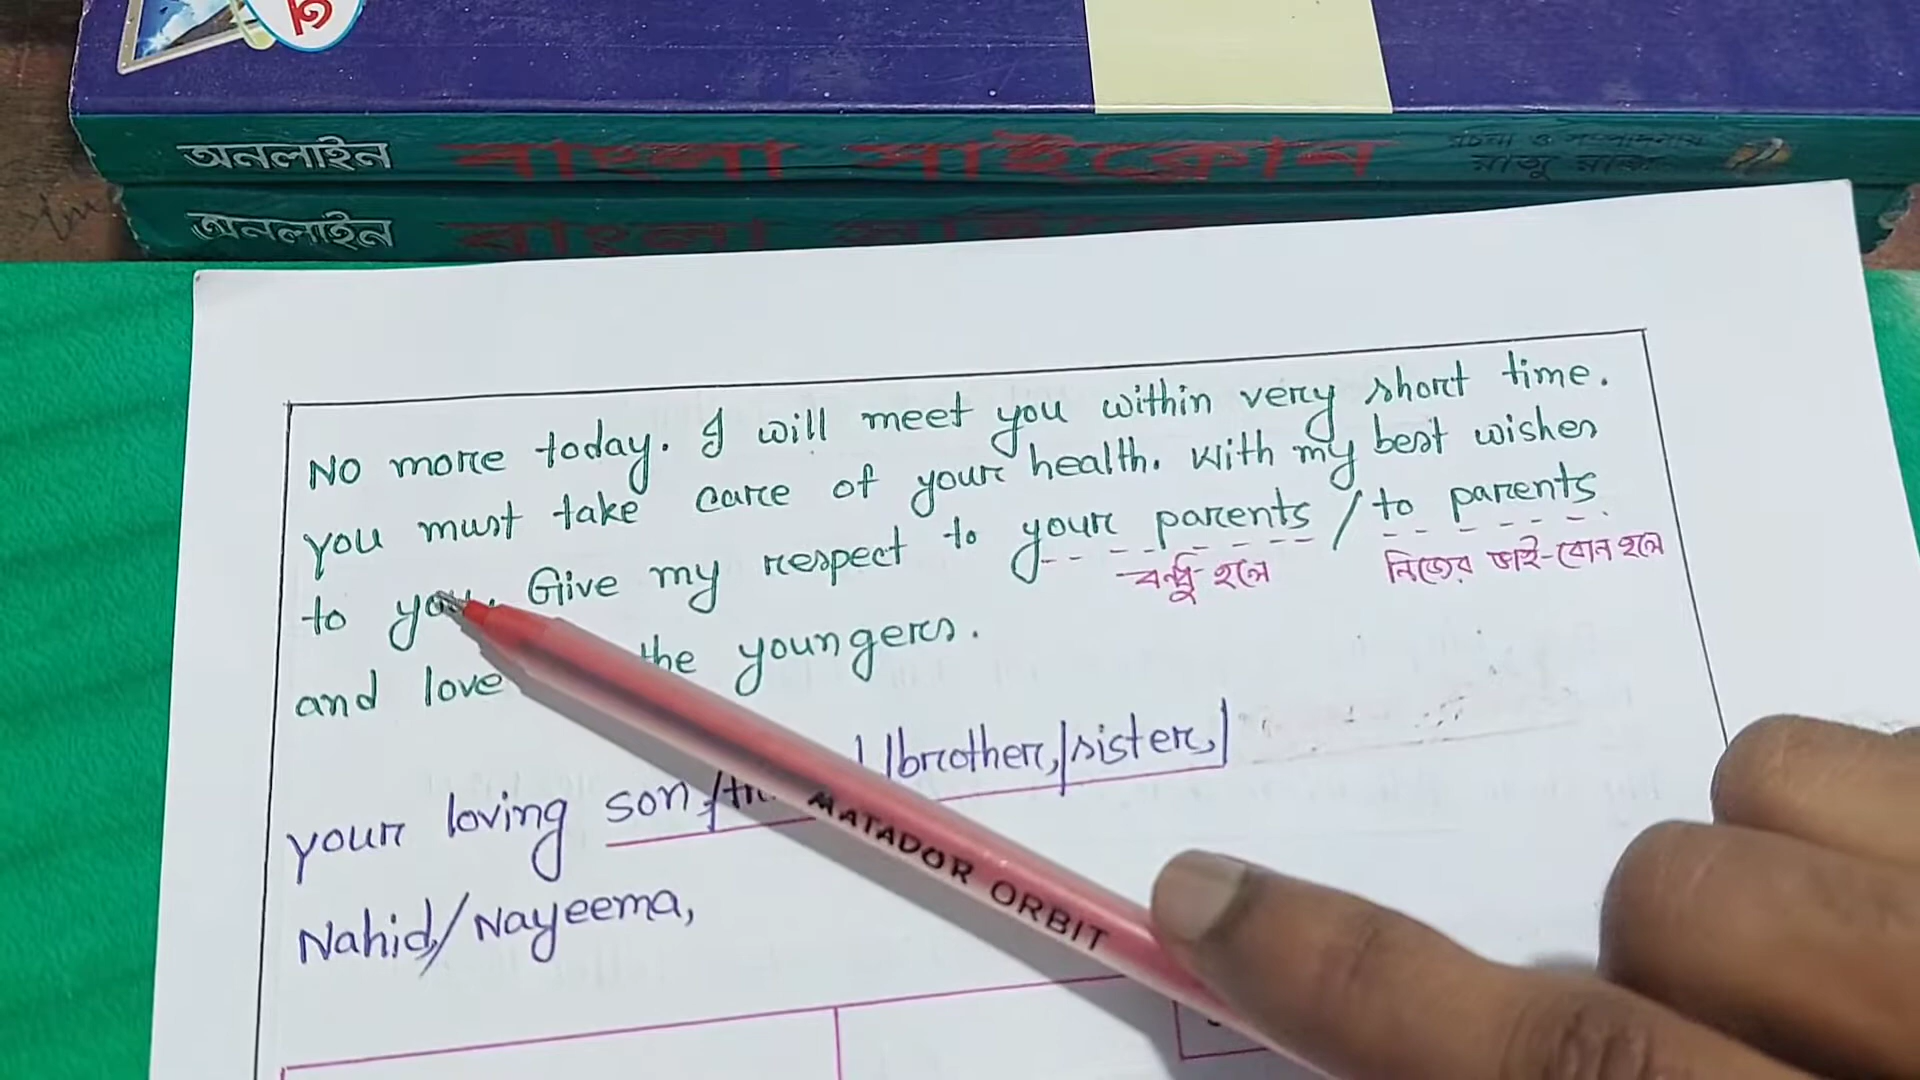 অনলাইন বাংলা সাইক্লোন
অনলাইন বাংলা
No more today. I will meet you within very short time.
You must take care of your health. With my best wishes
to you. Give my respect to your parents / to parents
বন্ধু হলে নিজের ভাই-বোন হলে
and love the youngers.
your loving son / brother, / sister, /
Nahid / Nayeema,
MATADOR ORBIT